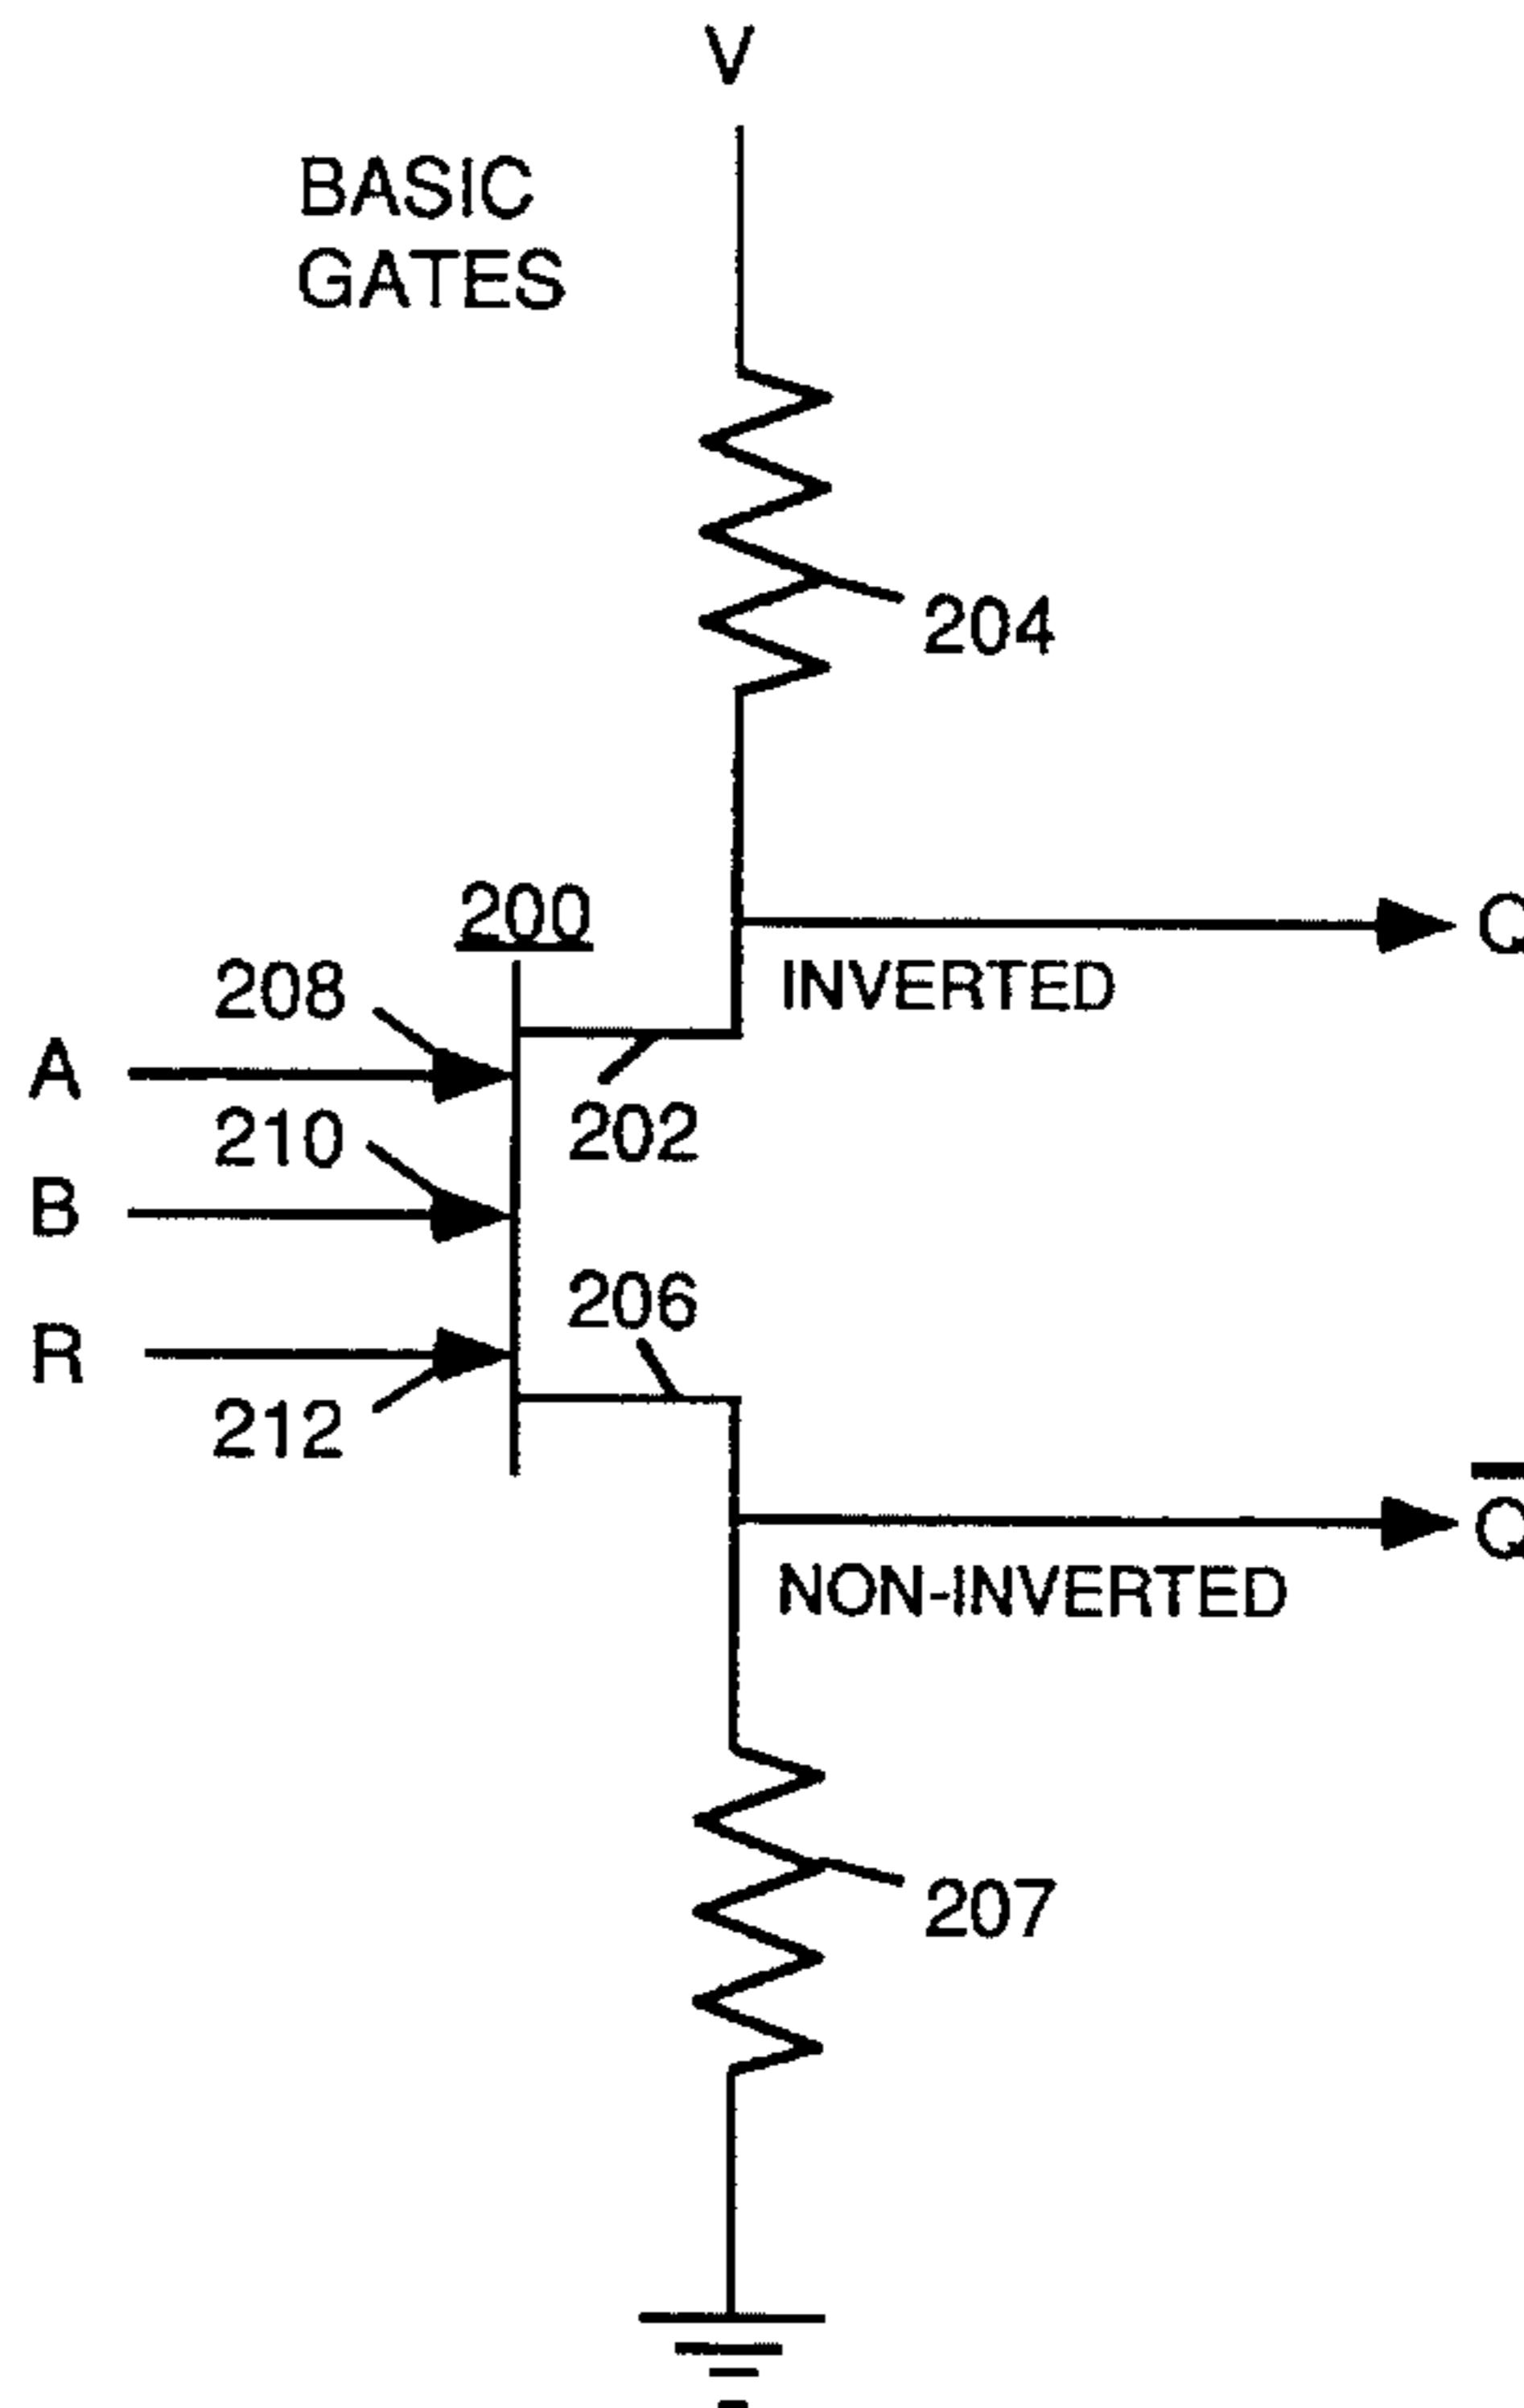 V
BASIC
GATES
204
200
Q
INVERTED
208
A
202
210
B
206
R
212
Q̅
NON-INVERTED
207